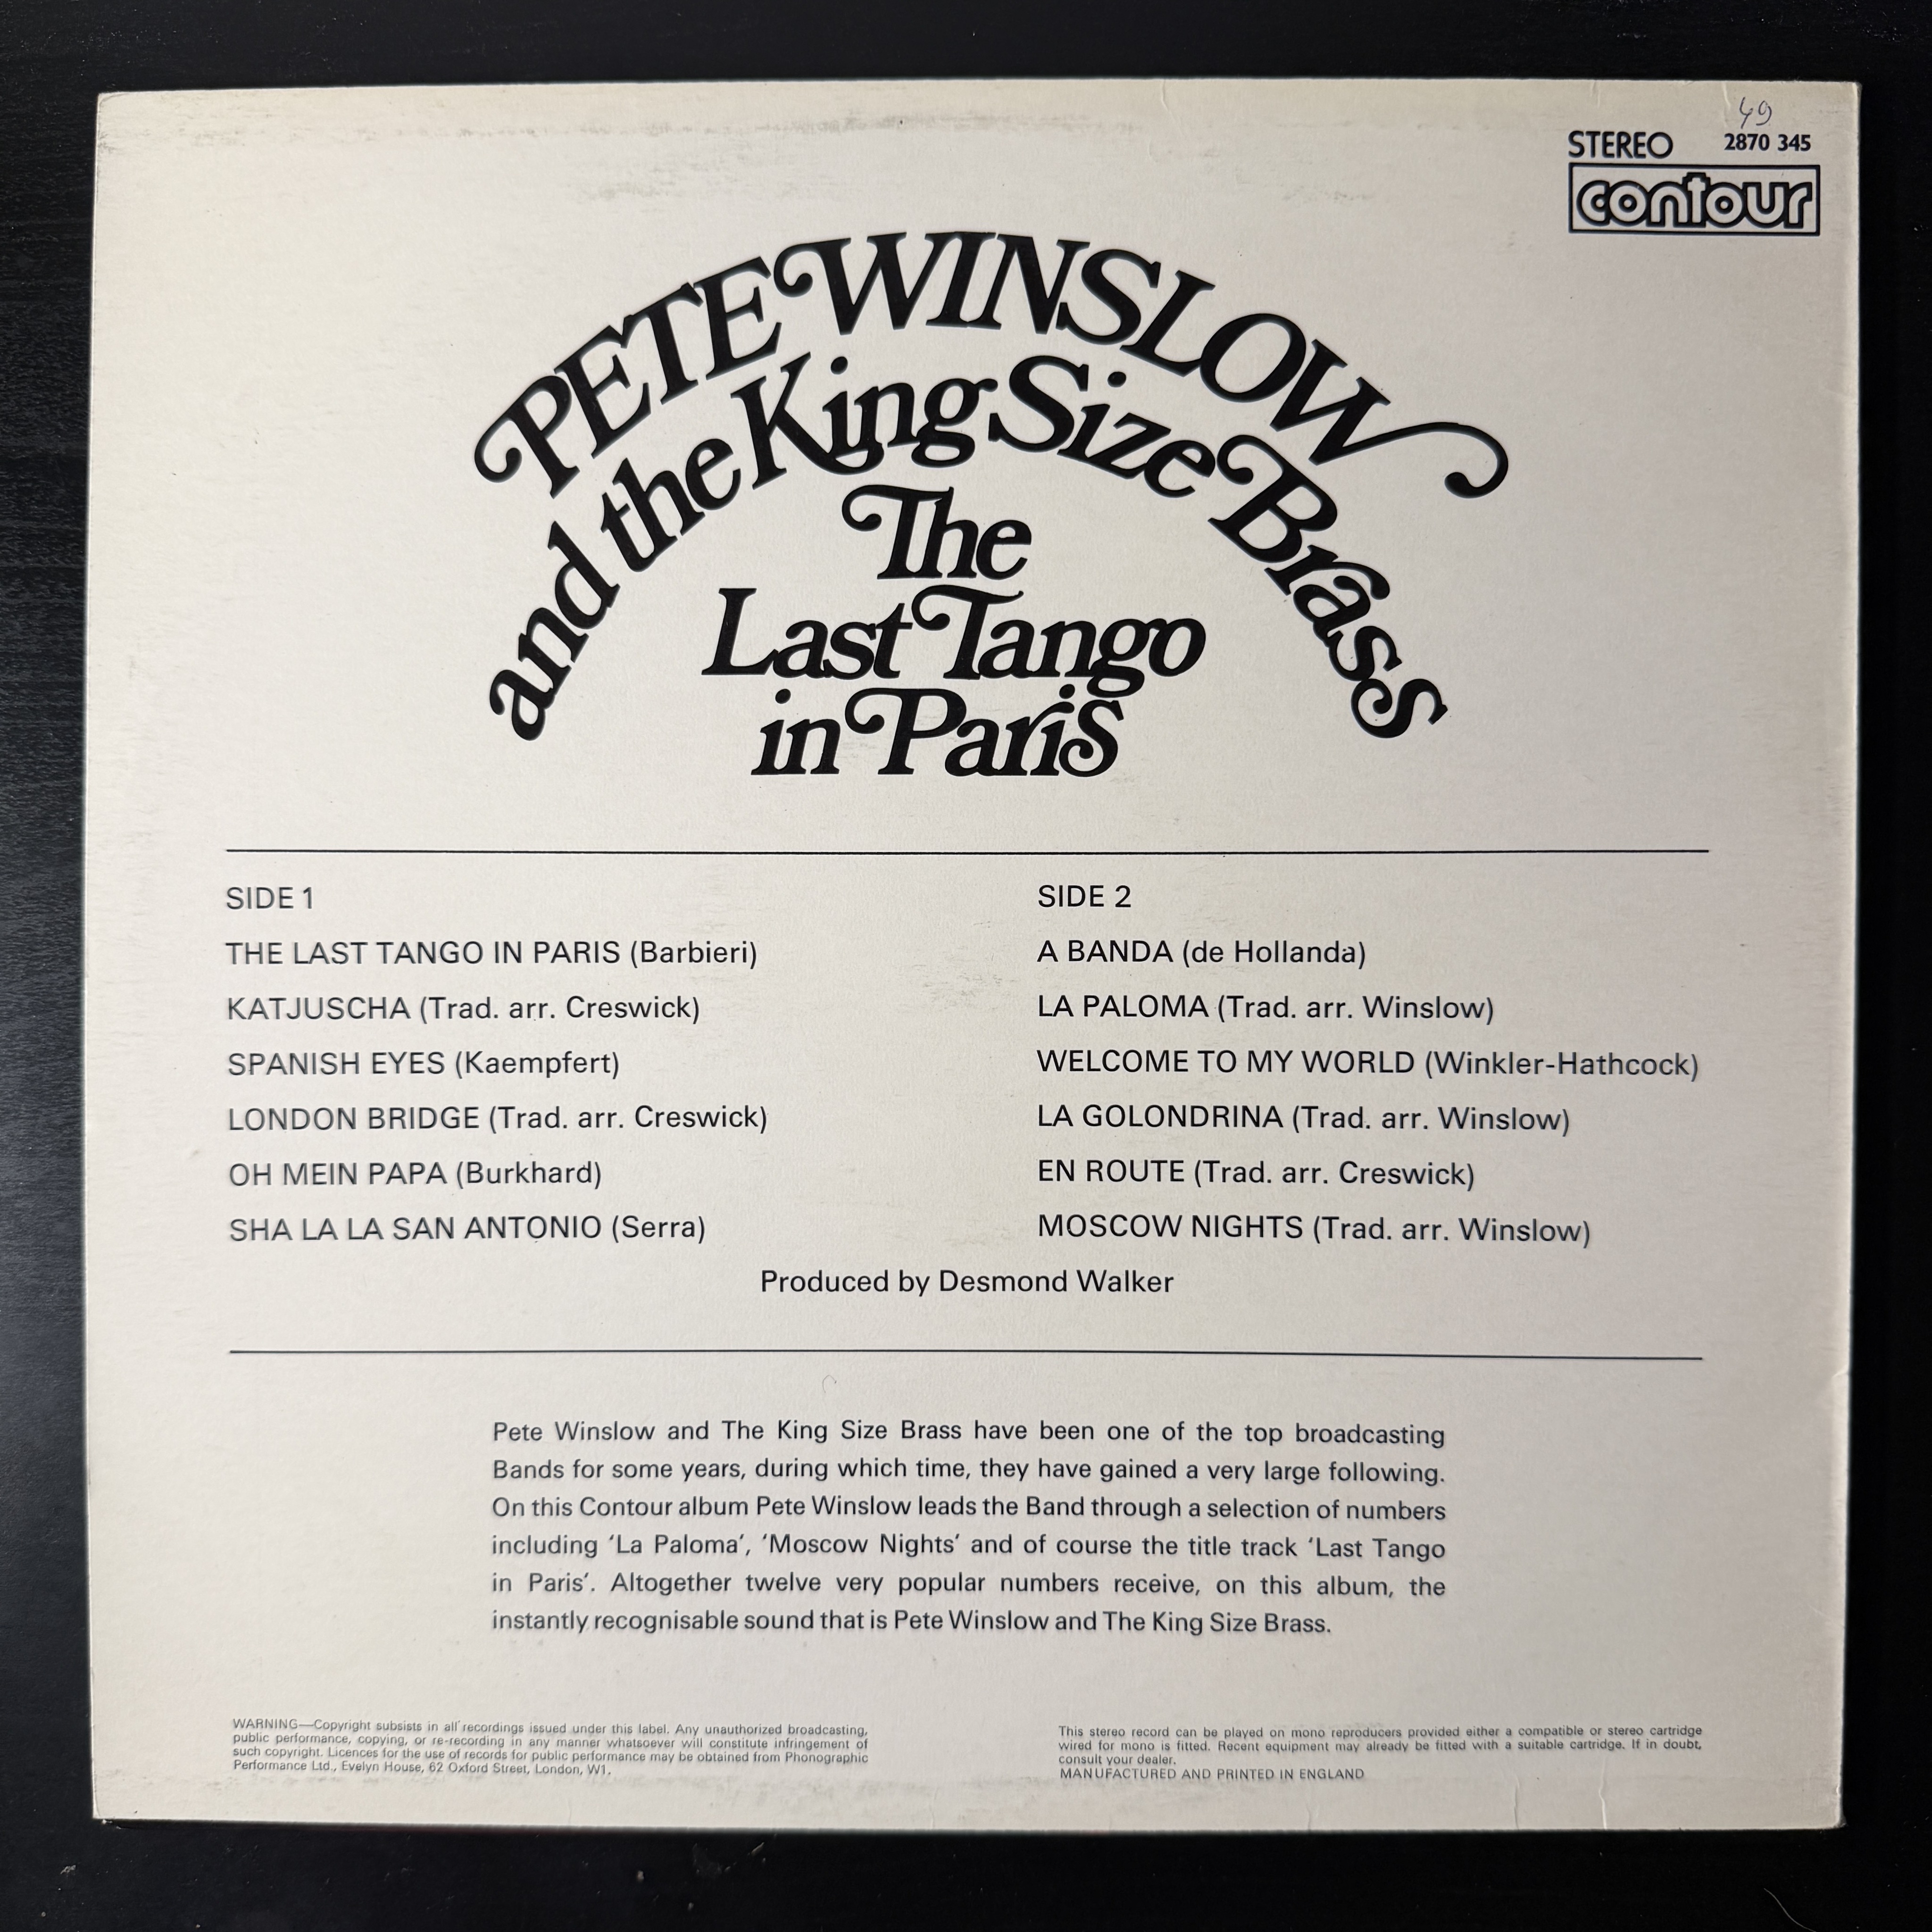 49
STEREO 2870 345
contour
PETE WINSLOW
and the King Size Brass
The
Last Tango
in Paris
SIDE 1
THE LAST TANGO IN PARIS (Barbieri)
KATJUSCHA (Trad. arr. Creswick)
SPANISH EYES (Kaempfert)
LONDON BRIDGE (Trad. arr. Creswick)
OH MEIN PAPA (Burkhard)
SHA LA LA SAN ANTONIO (Serra)
SIDE 2
A BANDA (de Hollanda)
LA PALOMA (Trad. arr. Winslow)
WELCOME TO MY WORLD (Winkler-Hathcock)
LA GOLONDRINA (Trad. arr. Winslow)
EN ROUTE (Trad. arr. Creswick)
MOSCOW NIGHTS (Trad. arr. Winslow)
Produced by Desmond Walker
Pete Winslow and The King Size Brass have been one of the top broadcasting
Bands for some years, during which time, they have gained a very large following.
On this Contour album Pete Winslow leads the Band through a selection of numbers
including ‘La Paloma’, ‘Moscow Nights’ and of course the title track ‘Last Tango
in Paris’. Altogether twelve very popular numbers receive, on this album, the
instantly recognisable sound that is Pete Winslow and The King Size Brass.
WARNING—Copyright subsists in all recordings issued under this label. Any unauthorized broadcasting,
public performance, copying, or re-recording in any manner whatsoever will constitute infringement of
such copyright. Licences for the use of records for public performance may be obtained from Phonographic
Performance Ltd., Evelyn House, 62 Oxford Street, London, W1.
This stereo record can be played on mono reproducers provided either a compatible or stereo cartridge
wired for mono is fitted. Recent equipment may already be fitted with a suitable cartridge. If in doubt,
consult your dealer.
MANUFACTURED AND PRINTED IN ENGLAND